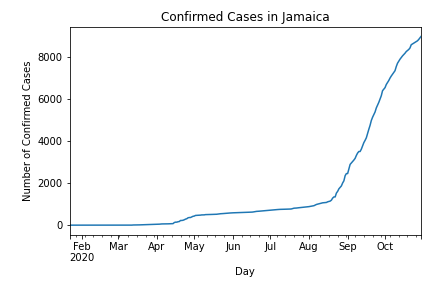 Confirmed Cases in Jamaica
Number of Confirmed Cases
8000
6000
4000
2000
0
Feb Mar Apr May Jun Jul Aug Sep Oct
2020
Day